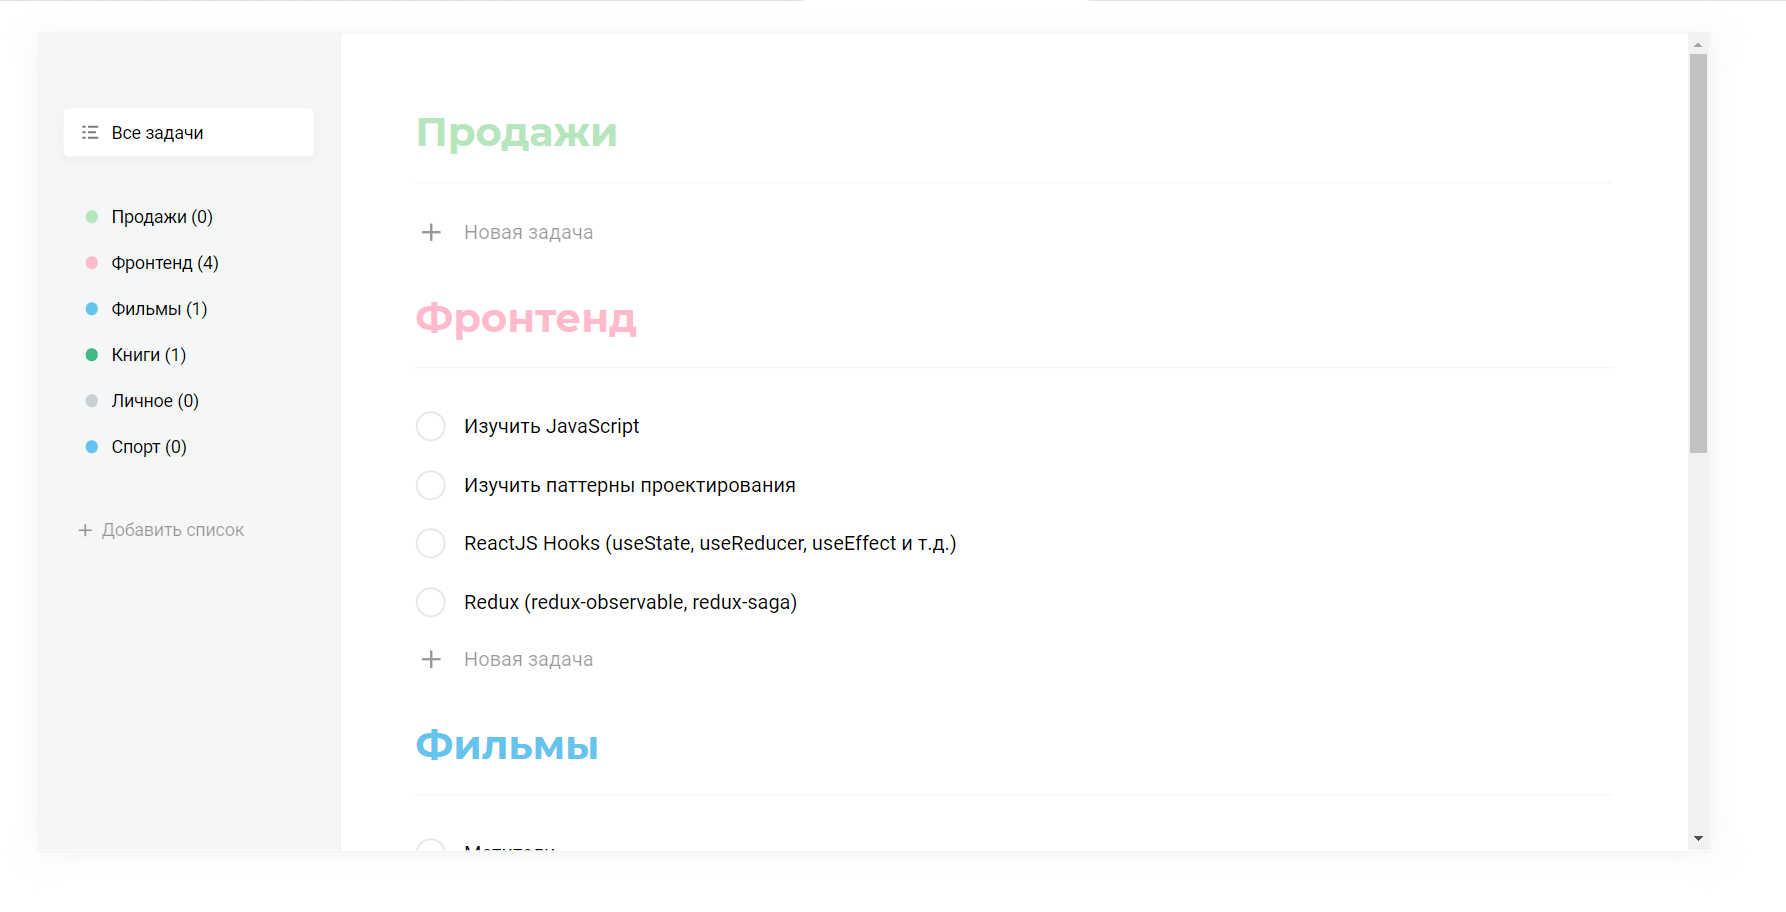 Все задачи
Продажи (0)
Фронтенд (4)
Фильмы (1)
Книги (1)
Личное (0)
Спорт (0)
Добавить список
Продажи
Новая задача
Фронтенд
Изучить JavaScript
Изучить паттерны проектирования
ReactJS Hooks (useState, useReducer, useEffect и т.д.)
Redux (redux-observable, redux-saga)
Новая задача
Фильмы